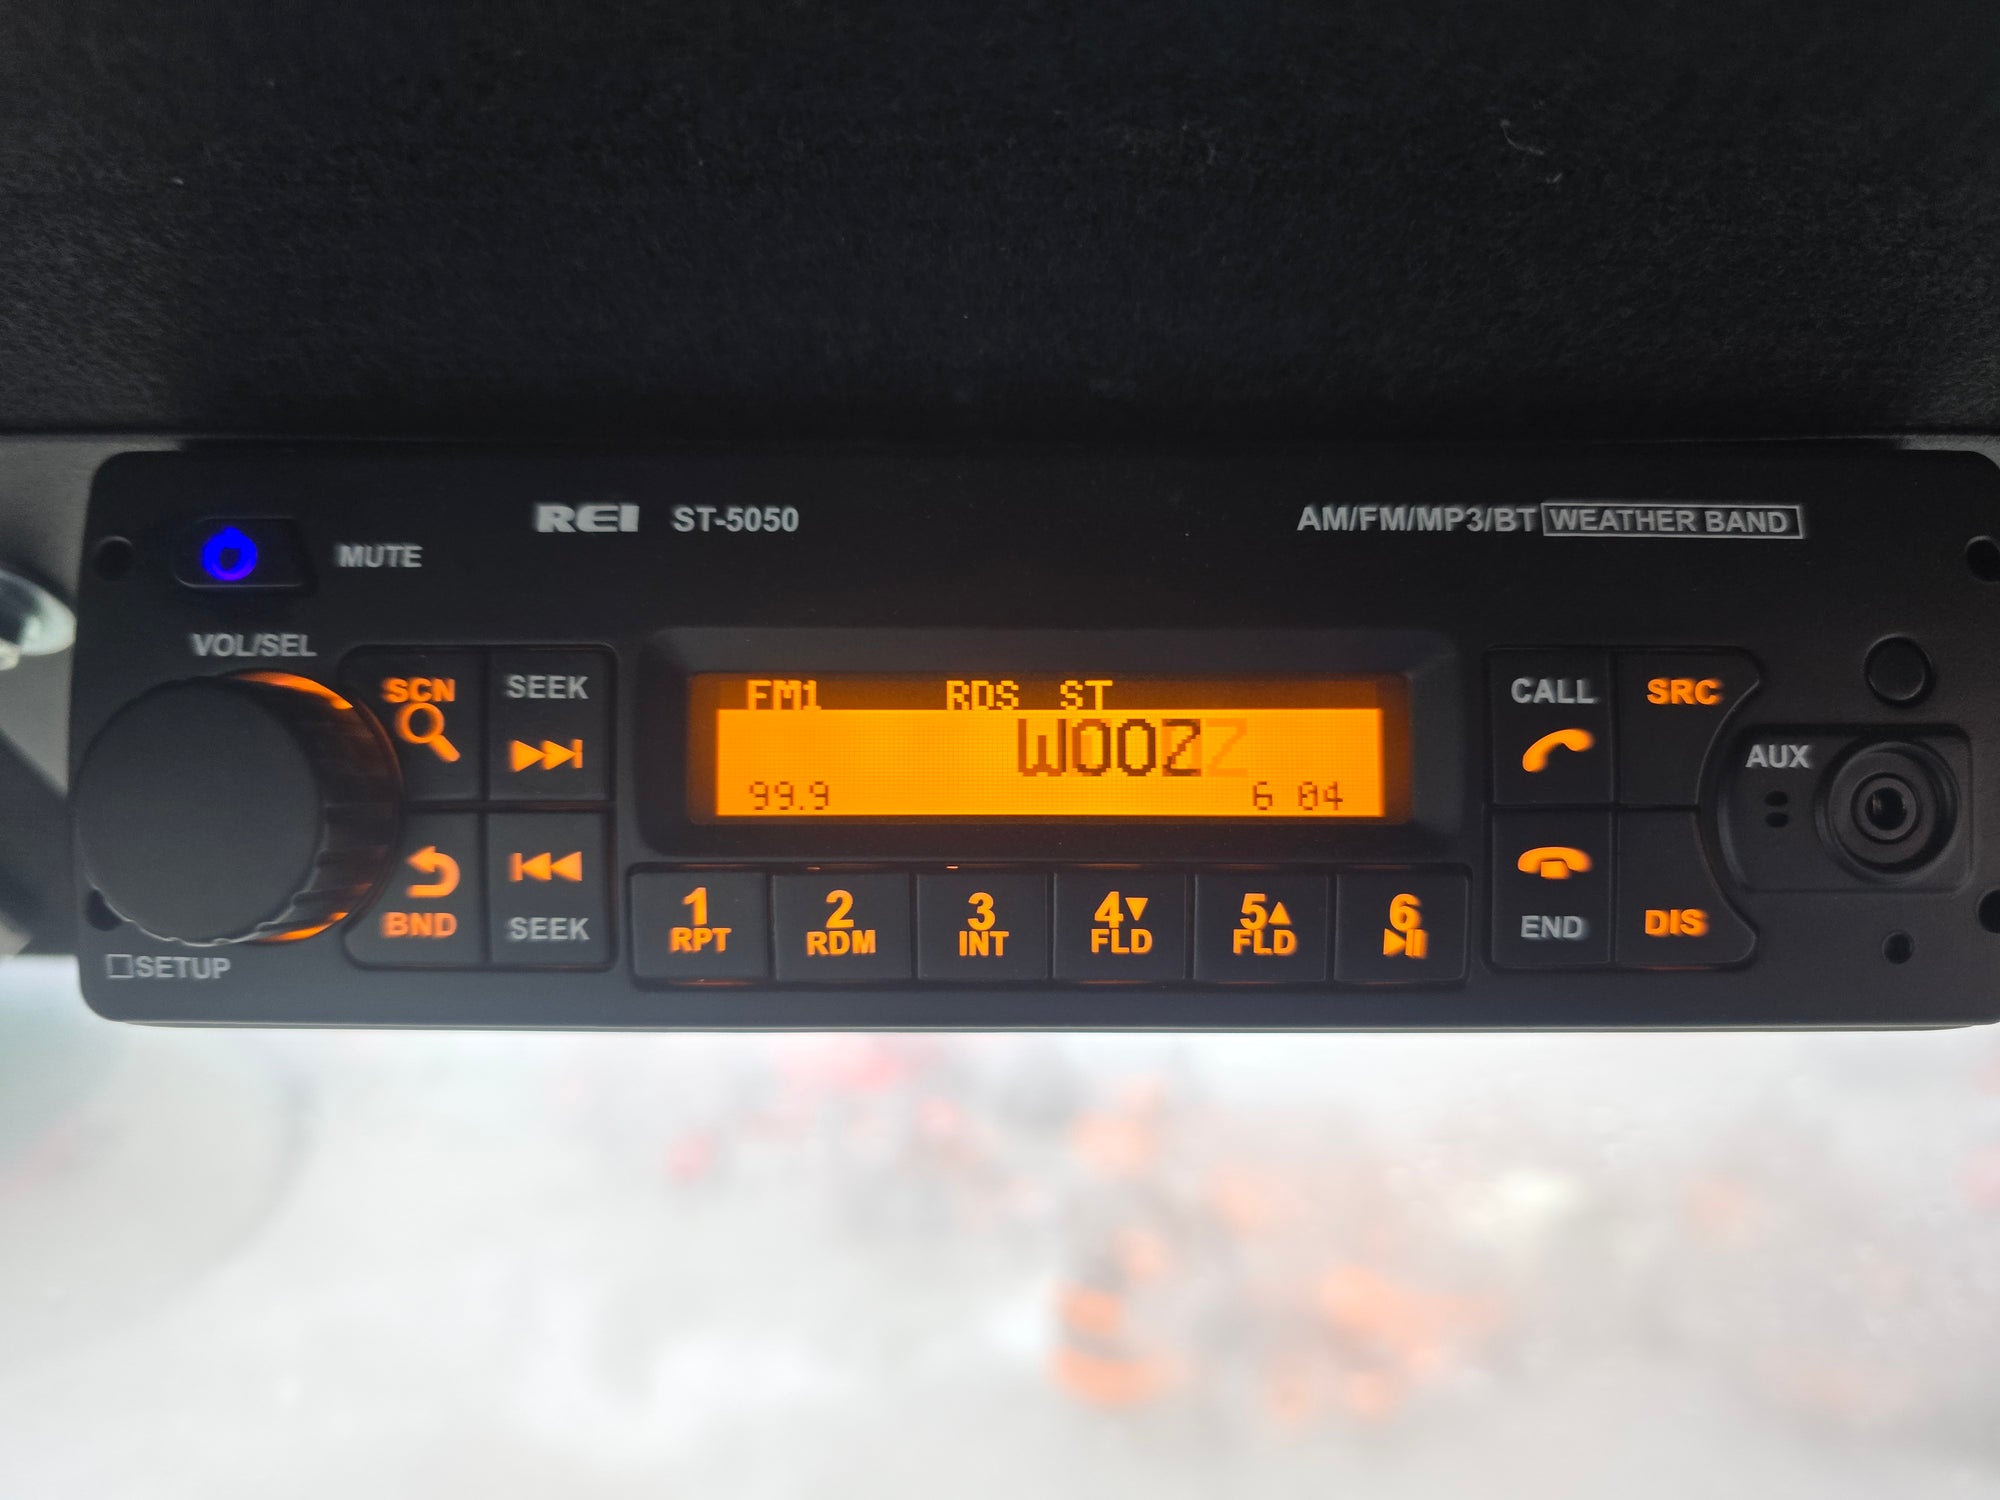 REI ST-5050 AM/FM/MP3/BT WEATHER BAND
MUTE
VOL/SEL
SCN SEEK
FM1 RDS ST
WOOZ
99.9 6 04
CALL SRC
AUX
BND SEEK
SETUP
1 2 3 4 5 6
RPT RDM INT FLD FLD
END DIS